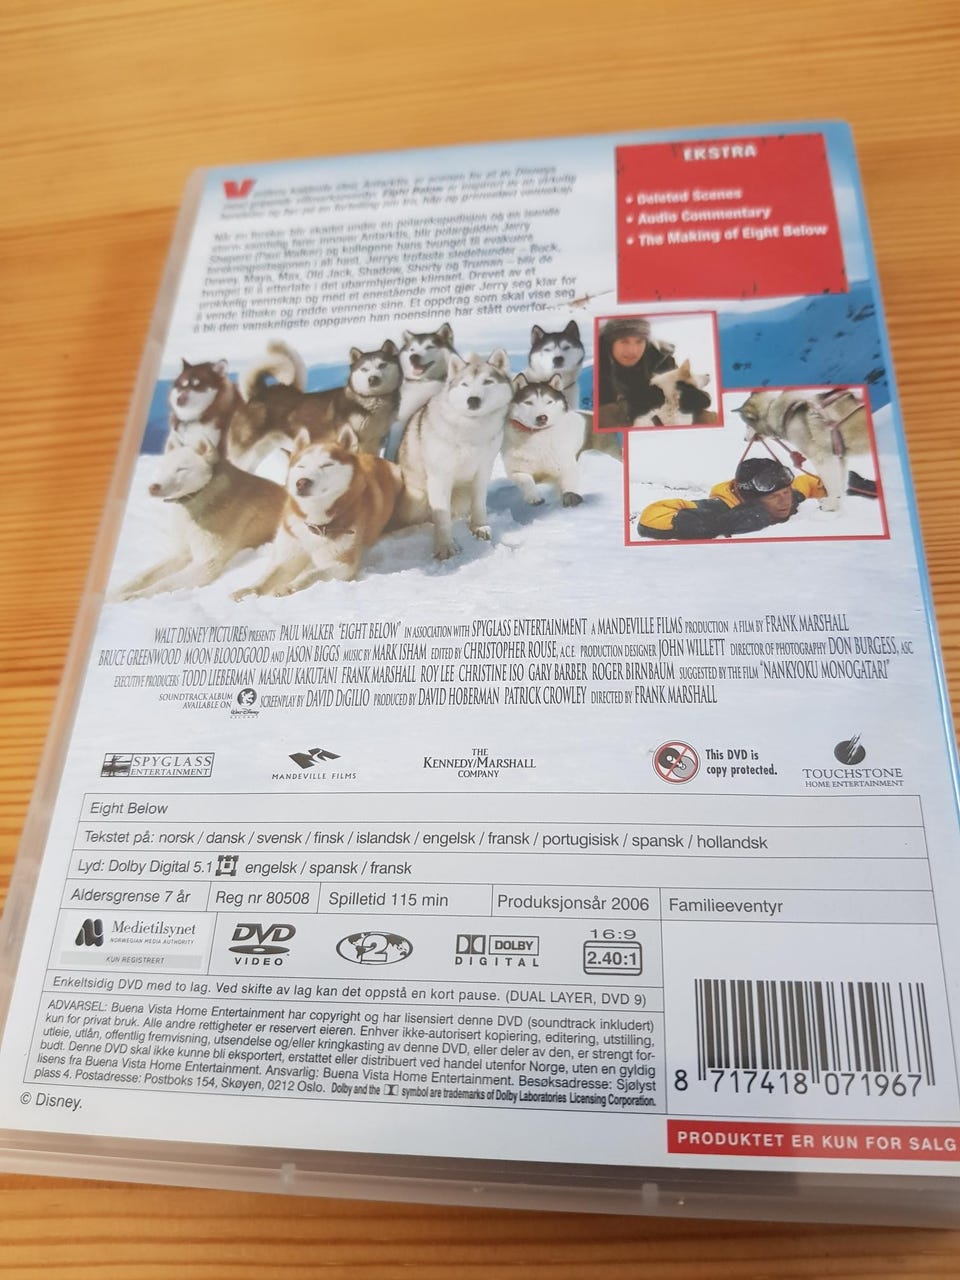 EKSTRA
• Deleted Scenes
• Audio Commentary
• The Making of Eight Below
Når en forsker blir skadet under en polarekspedisjon og en isende
Shepard (Paul Walker) og kollegene hans tvunget til å evakuere
forskningsstasjonen i all hast. Jerrys trofaste sledehunder – Buck,
Dewey, Maya, Max, Old Jack, Shadow, Shorty og Truman – blir de
tvunget til å etterlate i det ubarmhjertige klimaet. Drevet av et
urokkelig vennskap og med et enestående mot gjør Jerry seg klar for
å vende tilbake og redde vennene sine. Et oppdrag som skal vise seg
å bli den vanskeligste oppgaven han noensinne har stått overfor...
WALT DISNEY PICTURES PRESENTS PAUL WALKER "EIGHT BELOW" IN ASSOCIATION WITH SPYGLASS ENTERTAINMENT A MANDEVILLE FILMS PRODUCTION A FILM BY FRANK MARSHALL
BRUCE GREENWOOD MOON BLOODGOOD AND JASON BIGGS MUSIC BY MARK ISHAM EDITED BY CHRISTOPHER ROUSE, A.C.E. PRODUCTION DESIGNER JOHN WILLETT DIRECTOR OF PHOTOGRAPHY DON BURGESS, ASC
EXECUTIVE PRODUCERS TODD LIEBERMAN MASARU KAKUTANI FRANK MARSHALL ROY LEE CHRISTINE ISO GARY BARBER ROGER BIRNBAUM SUGGESTED BY THE FILM "NANKYOKU MONOGATARI"
SOUNDTRACK ALBUM AVAILABLE ON Walt Disney RECORDS SCREENPLAY BY DAVID DiGILIO PRODUCED BY DAVID HOBERMAN PATRICK CROWLEY DIRECTED BY FRANK MARSHALL
SPYGLASS
ENTERTAINMENT
MANDEVILLE FILMS
THE
KENNEDY/MARSHALL
COMPANY
This DVD is
copy protected.
TOUCHSTONE
HOME ENTERTAINMENT
Eight Below
Tekstet på: norsk / dansk / svensk / finsk / islandsk / engelsk / fransk / portugisisk / spansk / hollandsk
Lyd: Dolby Digital 5.1 engelsk / spansk / fransk
Aldersgrense 7 år Reg nr 80508 Spilletid 115 min Produksjonsår 2006 Familieeventyr
Medietilsynet
NORWEGIAN MEDIA AUTHORITY
KUN REGISTRERT
DVD
VIDEO
2
DOLBY
DIGITAL
16:9
2.40:1
Enkeltsidig DVD med to lag. Ved skifte av lag kan det oppstå en kort pause. (DUAL LAYER, DVD 9)
ADVARSEL: Buena Vista Home Entertainment har copyright og har lisensiert denne DVD (soundtrack inkludert)
kun for privat bruk. Alle andre rettigheter er reservert eieren. Enhver ikke-autorisert kopiering, editering, utstilling,
utleie, utlån, offentlig fremvisning, utsendelse og/eller kringkasting av denne DVD, eller deler av den, er strengt for-
budt. Denne DVD skal ikke kunne bli eksportert, erstattet eller distribuert ved handel utenfor Norge, uten en gyldig
lisens fra Buena Vista Home Entertainment. Ansvarlig: Buena Vista Home Entertainment. Besøksadresse: Sjølyst
plass 4. Postadresse: Postboks 154, Skøyen, 0212 Oslo. Dolby and the symbol are trademarks of Dolby Laboratories Licensing Corporation.
© Disney.
8 717418 071967
PRODUKTET ER KUN FOR SALG